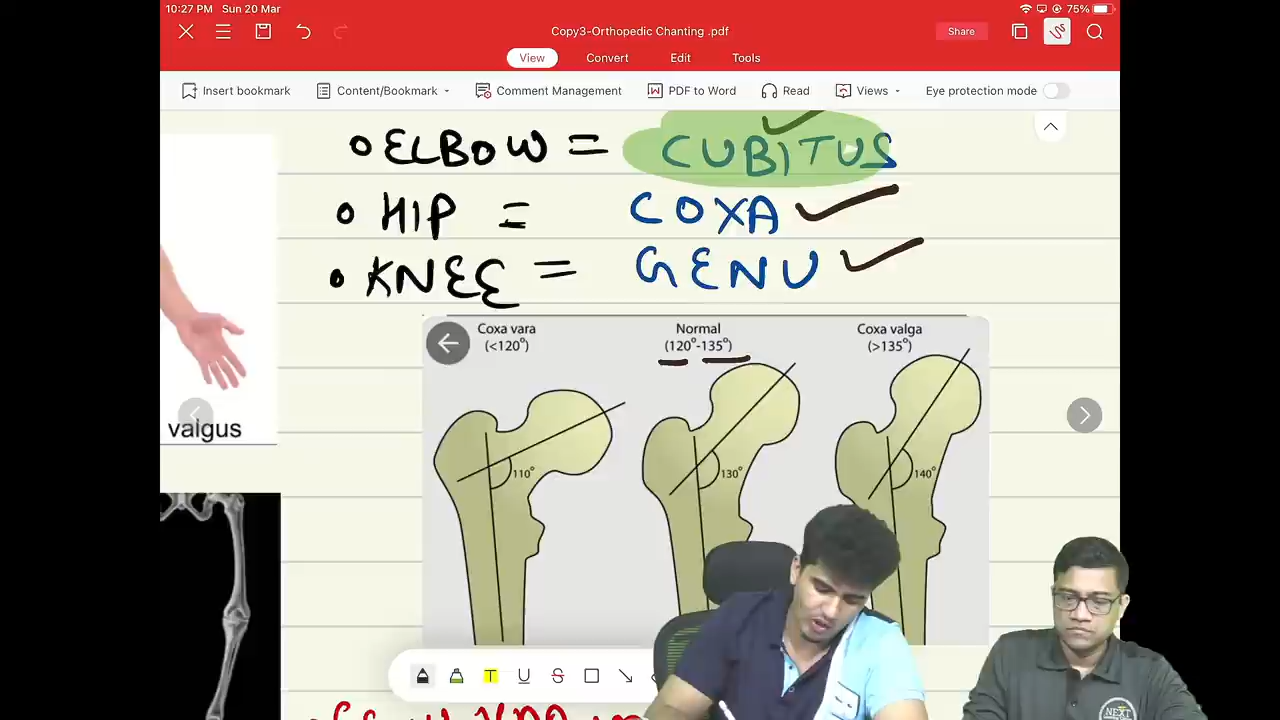 10:27 PM Sun 20 Mar 75%
Copy3-Orthopedic Chanting .pdf
Share
View Convert Edit Tools
Insert bookmark Content/Bookmark Comment Management PDF to Word Read Views Eye protection mode
• ELBOW = CUBITUS
• HIP = COXA
• KNEE = GENU
Coxa vara Normal Coxa valga
(<120°) (120°-135°) (>135°)
110° 130° 140°
valgus
T U S
NEXT